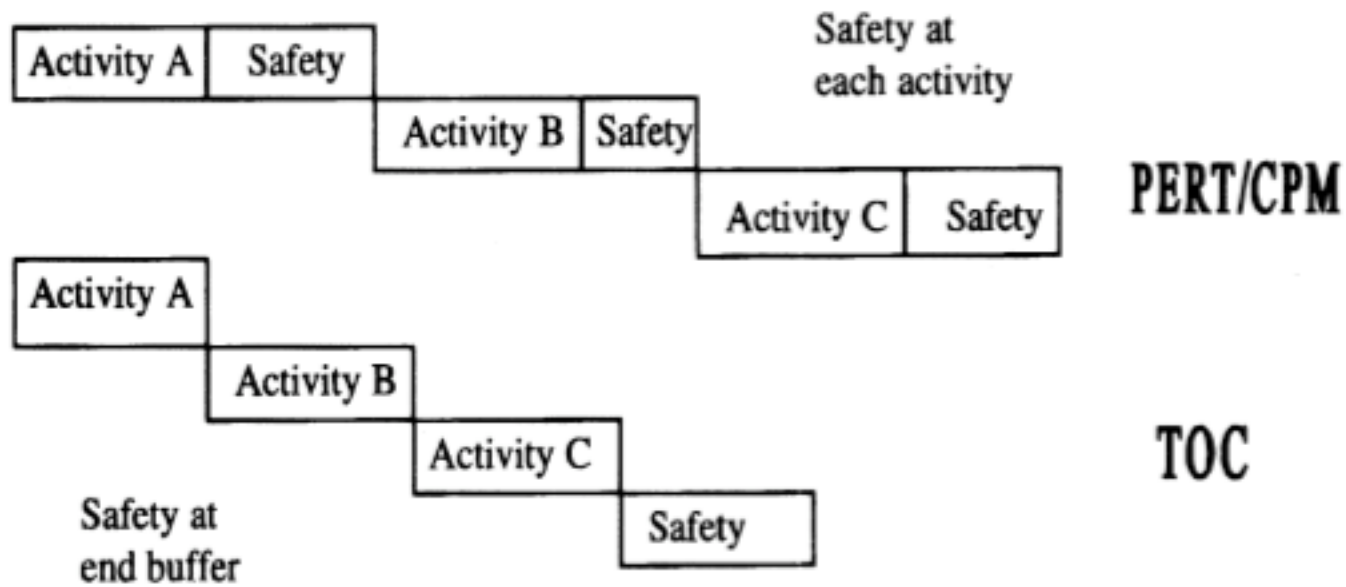 Safety at
each activity
Activity A Safety
Activity B Safety
Activity C Safety
PERT/CPM
Activity A
Activity B
Activity C
Safety
TOC
Safety at
end buffer